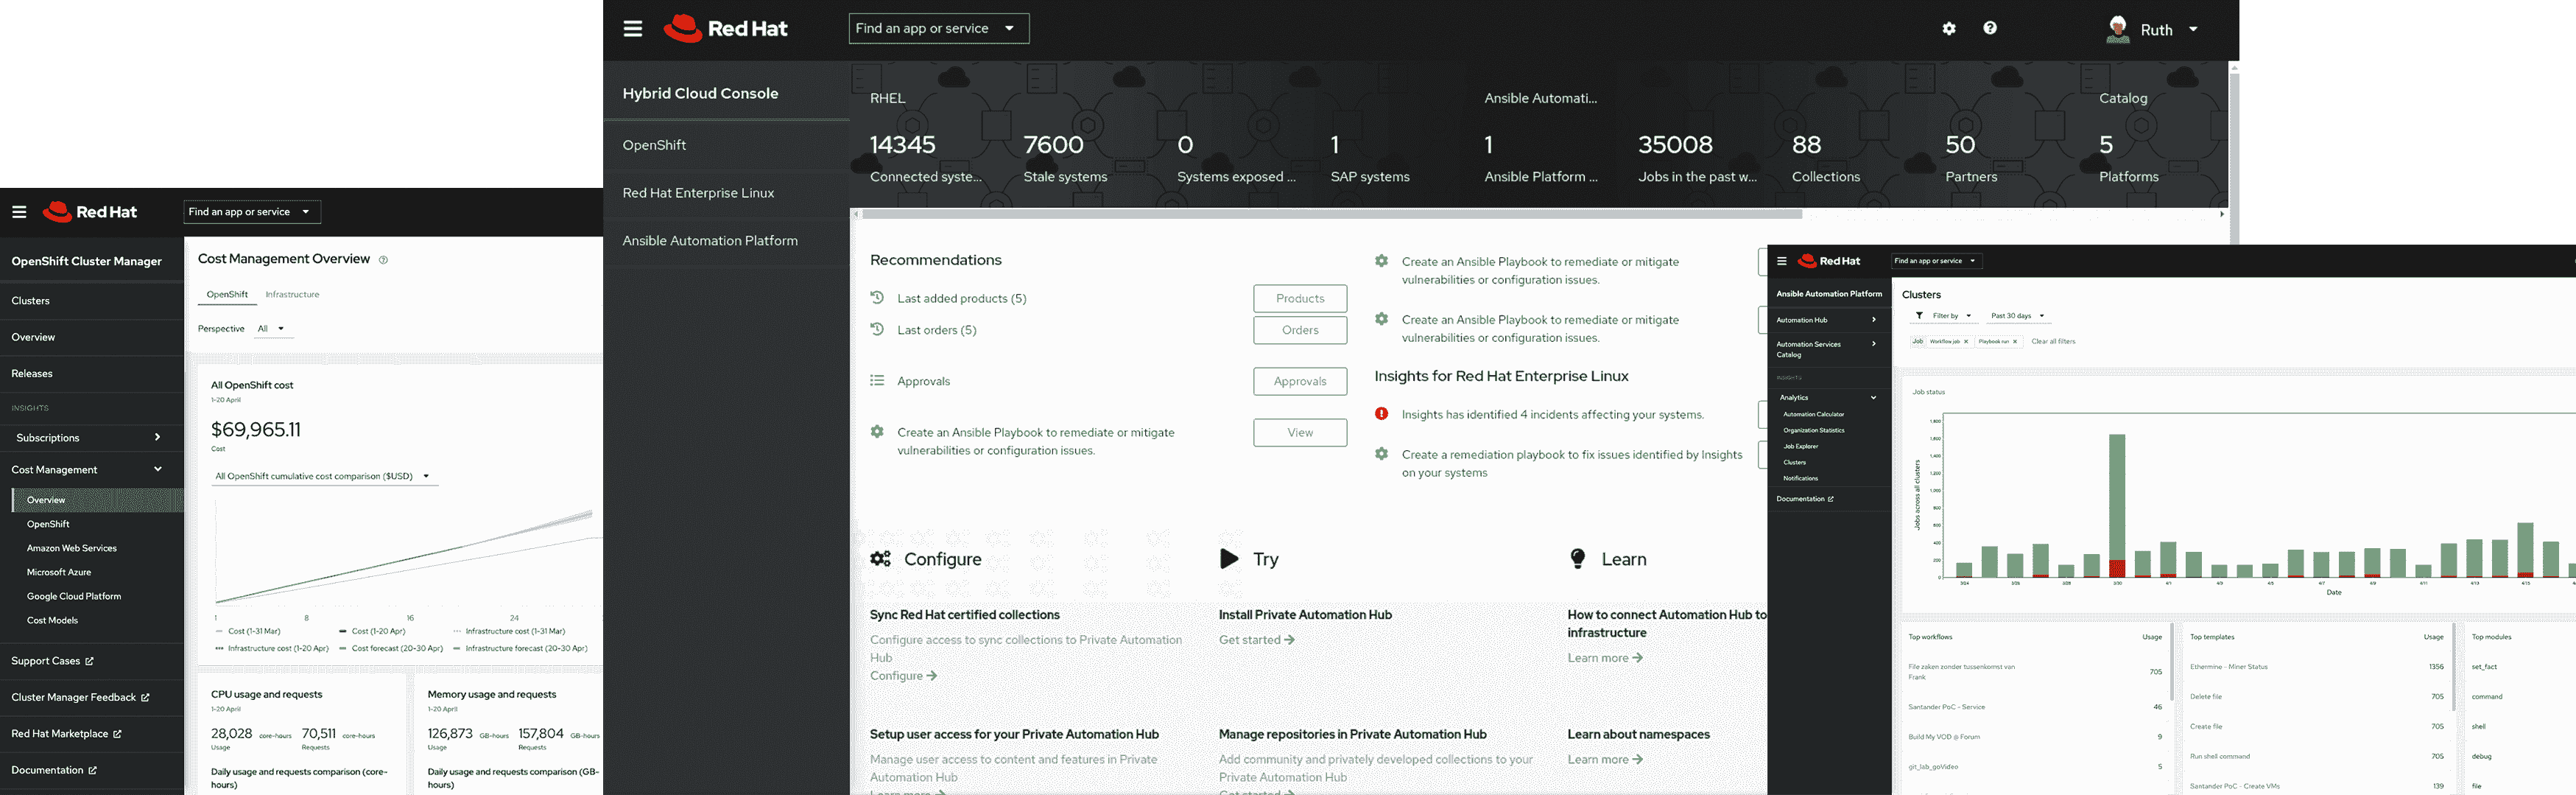 Red Hat
Find an app or service
OpenShift Cluster Manager
Clusters
Overview
Releases
INSIGHTS
Subscriptions
Cost Management
Overview
OpenShift
Amazon Web Services
Microsoft Azure
Google Cloud Platform
Cost Models
Support Cases
Cluster Manager Feedback
Red Hat Marketplace
Documentation
Cost Management Overview
OpenShift Infrastructure
Perspective All
All OpenShift cost
1-20 April
$69,965.11
Cost
All OpenShift cumulative cost comparison ($USD)
1 8 16 24
Cost (1-31 Mar) Cost (1-20 Apr) Infrastructure cost (1-31 Mar)
Infrastructure cost (1-20 Apr) Cost forecast (20-30 Apr) Infrastructure forecast (20-30 Apr)
CPU usage and requests
1-20 April
28,028 core-hours 70,511 core-hours
Usage Requests
Daily usage and requests comparison (core-
hours)
Memory usage and requests
1-20 April
126,873 GB-hours 157,804 GB-hours
Usage Requests
Daily usage and requests comparison (GB-
hours)
Red Hat
Find an app or service
Ruth
Hybrid Cloud Console
OpenShift
Red Hat Enterprise Linux
Ansible Automation Platform
RHEL Ansible Automati... Catalog
14345 7600 0 1 1 35008 88 50 5
Connected syste... Stale systems Systems exposed ... SAP systems Ansible Platform ... Jobs in the past w... Collections Partners Platforms
Recommendations
Last added products (5) Products
Last orders (5) Orders
Approvals Approvals
Create an Ansible Playbook to remediate or mitigate
vulnerabilities or configuration issues.
View
Create an Ansible Playbook to remediate or mitigate
vulnerabilities or configuration issues.
Create an Ansible Playbook to remediate or mitigate
vulnerabilities or configuration issues.
Insights for Red Hat Enterprise Linux
Insights has identified 4 incidents affecting your systems.
Create a remediation playbook to fix issues identified by Insights
on your systems
Configure
Sync Red Hat certified collections
Configure access to sync collections to Private Automation
Hub
Configure
Setup user access for your Private Automation Hub
Manage user access to content and features in Private
Automation Hub
Learn more
Try
Install Private Automation Hub
Get started
Manage repositories in Private Automation Hub
Add community and privately developed collections to your
Private Automation Hub
Get started
Learn
How to connect Automation Hub to
infrastructure
Learn more
Learn about namespaces
Learn more
Red Hat
Find an app or service
Ansible Automation Platform
Automation Hub
Automation Services
Catalog
INSIGHTS
Analytics
Automation Calculator
Organization Statistics
Job Explorer
Clusters
Notifications
Documentation
Clusters
Filter by Past 30 days
Job Workflow job Playbook run Clear all filters
Job status
Jobs across all clusters
1,800
1,600
1,400
1,200
1,000
800
600
400
200
0
Date
Top workflows Usage
File zaken zonder tussenkomst van
Frank
705
Santander PoC - Service 46
Build My VOD @ Forum 9
git_lab_goVideo 5
Top templates Usage
Ethermine - Miner Status 1356
Delete file 705
Create file 705
Run shell command 705
Santander PoC - Create VMs 139
Top modules
set_fact
command
shell
debug
file